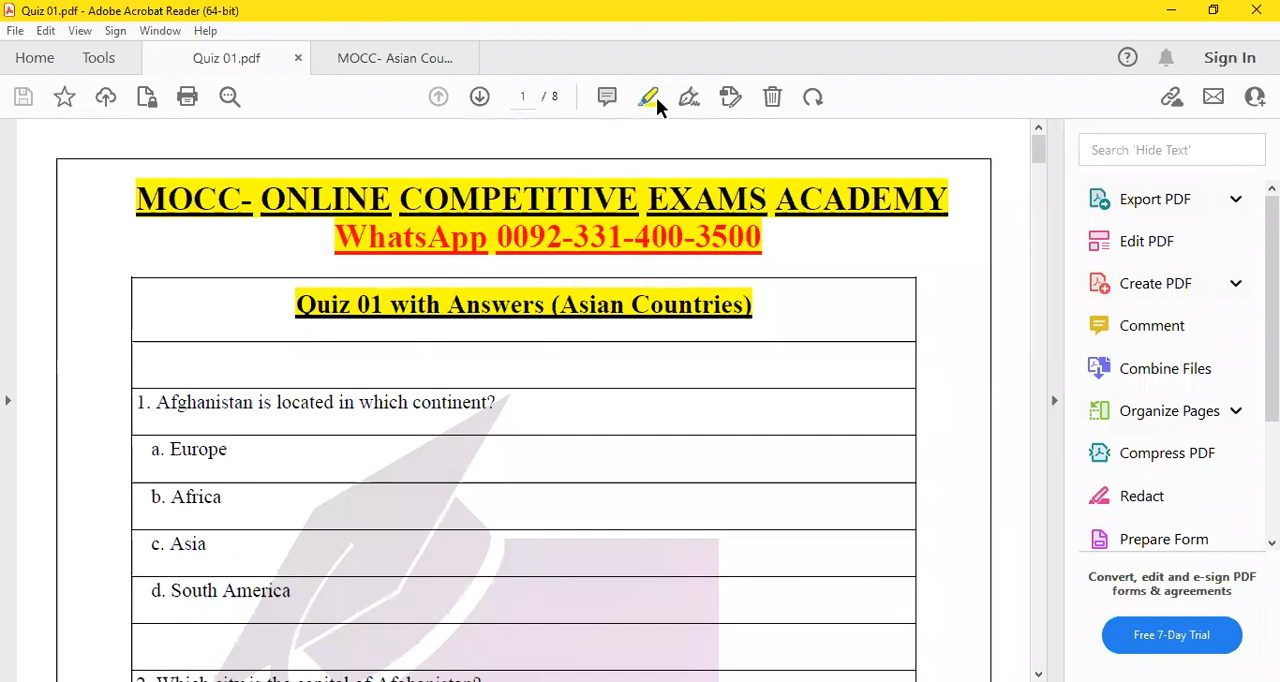 Quiz 01.pdf - Adobe Acrobat Reader (64-bit)
File Edit View Sign Window Help
Home Tools Quiz 01.pdf × MOCC- Asian Cou... Sign In
1 / 8
Search 'Hide Text'
MOCC- ONLINE COMPETITIVE EXAMS ACADEMY
WhatsApp 0092-331-400-3500
Quiz 01 with Answers (Asian Countries)
1. Afghanistan is located in which continent?
a. Europe
b. Africa
c. Asia
d. South America
2. Which city is the capital of Afghanistan?
Export PDF
Edit PDF
Create PDF
Comment
Combine Files
Organize Pages
Compress PDF
Redact
Prepare Form
Convert, edit and e-sign PDF
forms & agreements
Free 7-Day Trial